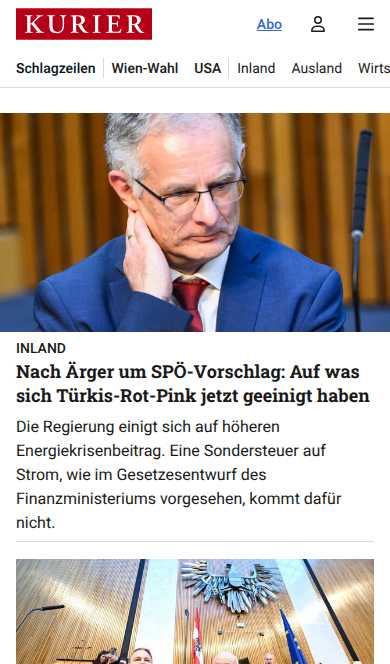 KURIER
Abo
Schlagzeilen Wien-Wahl USA Inland Ausland Wirts
INLAND
Nach Ärger um SPÖ-Vorschlag: Auf was
sich Türkis-Rot-Pink jetzt geeinigt haben
Die Regierung einigt sich auf höheren
Energiekrisenbeitrag. Eine Sondersteuer auf
Strom, wie im Gesetzesentwurf des
Finanzministeriums vorgesehen, kommt dafür
nicht.